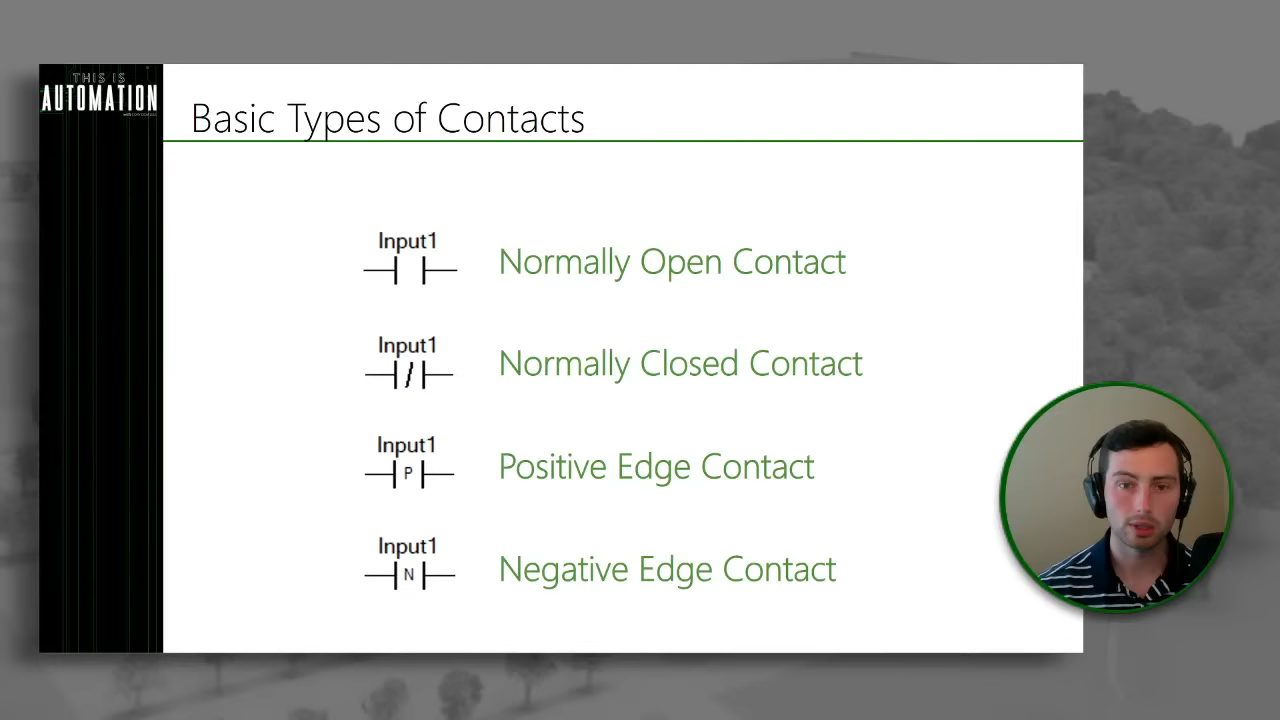 THIS IS
AUTOMATION
Basic Types of Contacts
Input1
Normally Open Contact
Input1
Normally Closed Contact
Input1
P
Positive Edge Contact
Input1
N
Negative Edge Contact